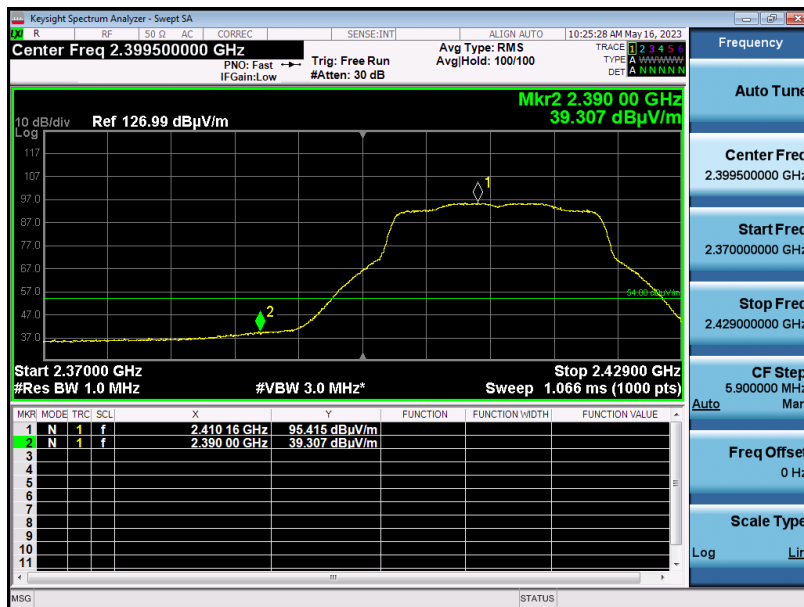 Keysight Spectrum Analyzer - Swept SA
LXI R RF 50 Ω AC CORREC SENSE:INT ALIGN AUTO 10:25:28 AM May 16, 2023
Center Freq 2.399500000 GHz
PNO: Fast
IFGain:Low
Trig: Free Run
#Atten: 30 dB
Avg Type: RMS
Avg|Hold: 100/100
TRACE 1 2 3 4 5 6
TYPE A WWWWW
DET A N N N N N
Mkr2 2.390 00 GHz
39.307 dBµV/m
10 dB/div Ref 126.99 dBµV/m
Log
117
107
97.0
87.0
77.0
67.0
57.0
47.0
37.0
1
2
54.00 dBµV/m
Start 2.37000 GHz Stop 2.42900 GHz
#Res BW 1.0 MHz #VBW 3.0 MHz* Sweep 1.066 ms (1000 pts)
MKR MODE TRC SCL X Y FUNCTION FUNCTION WIDTH FUNCTION VALUE
1 N 1 f 2.410 16 GHz 95.415 dBµV/m
2 N 1 f 2.390 00 GHz 39.307 dBµV/m
3
4
5
6
7
8
9
10
11
MSG STATUS
Frequency
Auto Tune
Center Freq
2.399500000 GHz
Start Freq
2.370000000 GHz
Stop Freq
2.429000000 GHz
CF Step
5.900000 MHz
Auto Man
Freq Offset
0 Hz
Scale Type
Log Lin